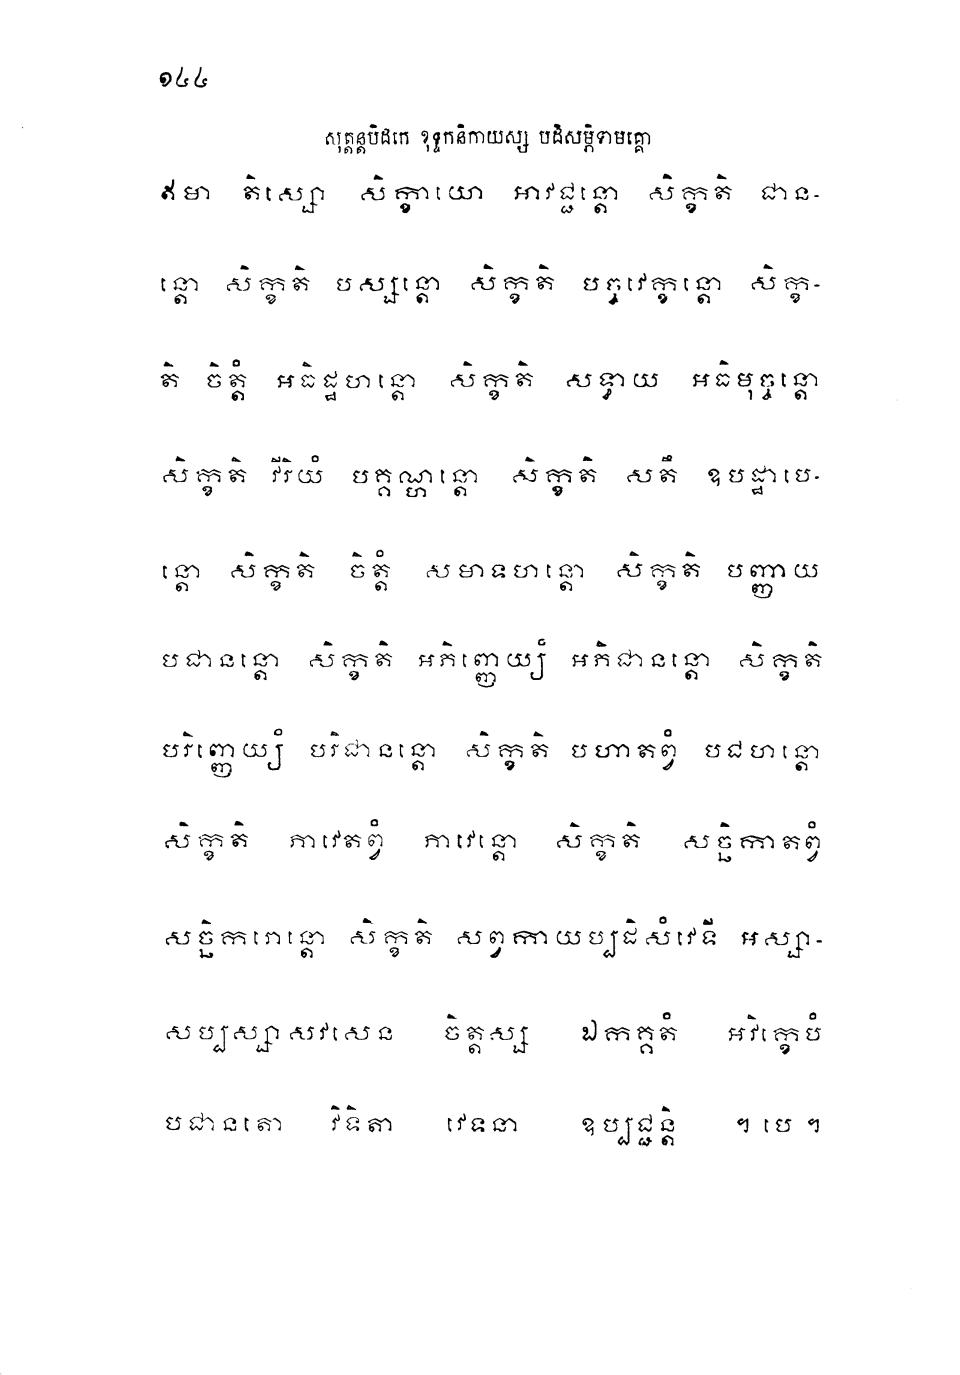 ១៤៤
សុត្តន្តបិដកេ ខុទ្ទកនិកាយស្ស បដិសម្ភិទាមគ្គោ
ឥមា តិស្សោ សិក្ខាយោ អាវជ្ជន្តោ សិក្ខតិ ជាន-
ន្តោ សិក្ខតិ បស្សន្តោ សិក្ខតិ បច្ចវេក្ខន្តោ សិក្ខ-
តិ ចិត្តំ អធិដ្ឋហន្តោ សិក្ខតិ សទ្ធាយ អធិមុច្ចន្តោ
សិក្ខតិ វីរិយំ បគ្គណ្ហន្តោ សិក្ខតិ សតឹ ឧបដ្ឋាបេ-
ន្តោ សិក្ខតិ ចិត្តំ សមាទហន្តោ សិក្ខតិ បញ្ញាយ
បជានន្តោ សិក្ខតិ អភិញ្ញេយ្យំ អភិជានន្តោ សិក្ខតិ
បរិញ្ញេយ្យំ បរិជានន្តោ សិក្ខតិ បហាតព្វំ បជហន្តោ
សិក្ខតិ ភាវេតព្វំ ភាវេន្តោ សិក្ខតិ សច្ឆិកាតព្វំ
សច្ឆិករោន្តោ សិក្ខតិ សព្វកាយប្បដិសំវេទី អស្សា-
សប្បស្សាសវសេន ចិត្តស្ស ឯកគ្គតំ អវិក្ខេបំ
បជានតោ វិទិតា វេទនា ឧប្បជ្ជន្តិ ។ បេ ។